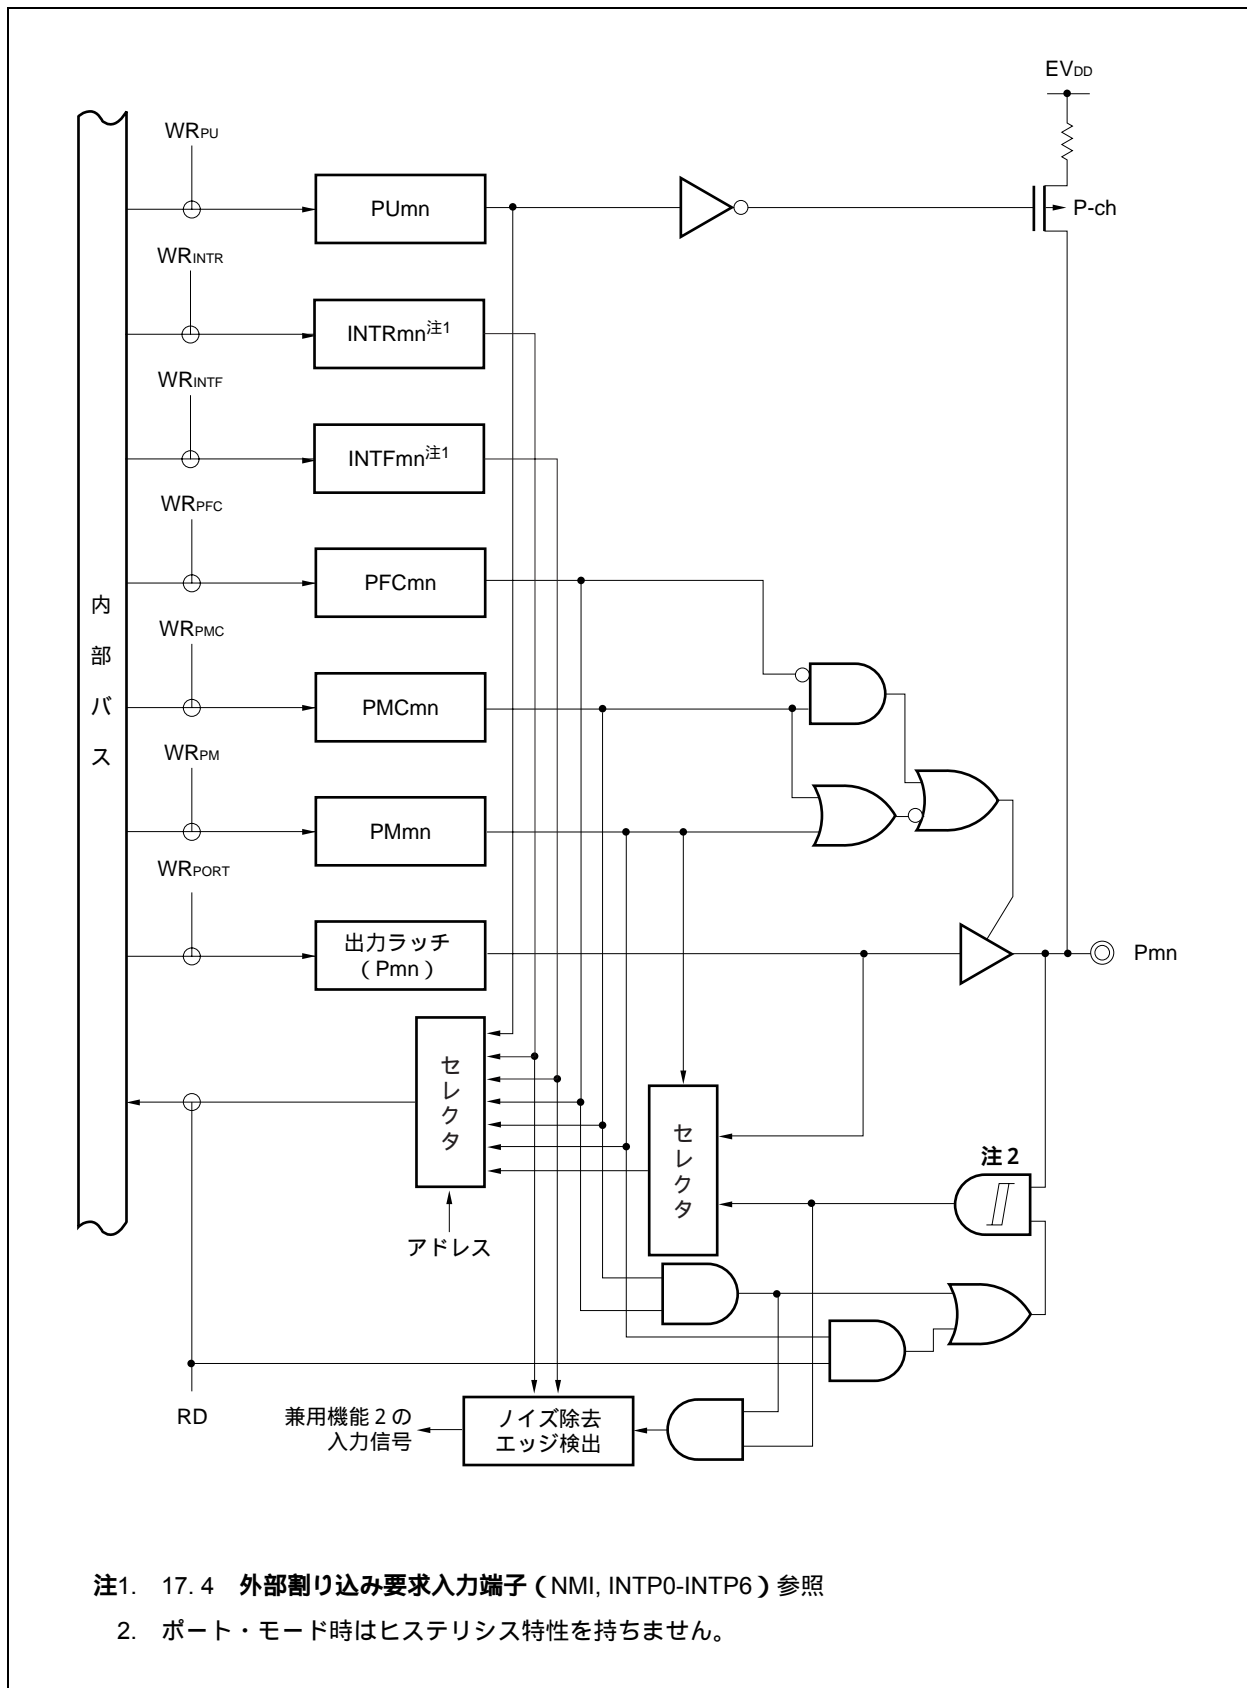 EVDD
WRPU
PUmn
P-ch
WRINTR
INTRmn注1
WRINTF
INTFmn注1
WRPFC
PFCmn
内部バス
WRPMC
PMCmn
WRPM
PMmn
WRPORT
出力ラッチ
（Pmn）
Pmn
セレクタ
セレクタ
注2
アドレス
RD
兼用機能2の
入力信号
ノイズ除去
エッジ検出
注1. 17. 4 外部割り込み要求入力端子（NMI, INTP0-INTP6）参照
2. ポート・モード時はヒステリシス特性を持ちません。